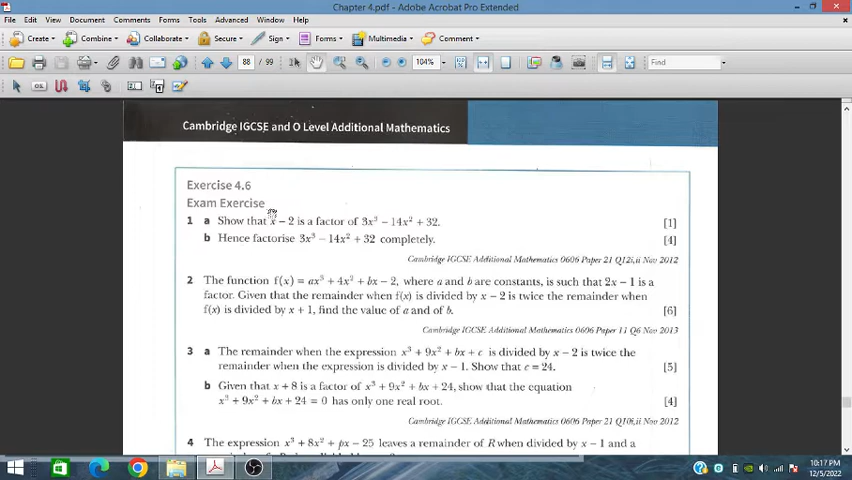 Chapter 4.pdf - Adobe Acrobat Pro Extended
File Edit View Document Comments Forms Tools Advanced Window Help
Create Combine Collaborate Secure Sign Forms Multimedia Comment
88 / 99 104% Find
Cambridge IGCSE and O Level Additional Mathematics
Exercise 4.6
Exam Exercise
1 a Show that x − 2 is a factor of 3x³ − 14x² + 32. [1]
b Hence factorise 3x³ − 14x² + 32 completely. [4]
Cambridge IGCSE Additional Mathematics 0606 Paper 21 Q12i,ii Nov 2012
2 The function f(x) = ax³ + 4x² + bx − 2, where a and b are constants, is such that 2x − 1 is a
factor. Given that the remainder when f(x) is divided by x − 2 is twice the remainder when
f(x) is divided by x + 1, find the value of a and of b. [6]
Cambridge IGCSE Additional Mathematics 0606 Paper 11 Q6 Nov 2013
3 a The remainder when the expression x³ + 9x² + bx + c is divided by x − 2 is twice the
remainder when the expression is divided by x − 1. Show that c = 24. [5]
b Given that x + 8 is a factor of x³ + 9x² + bx + 24, show that the equation
x³ + 9x² + bx + 24 = 0 has only one real root. [4]
Cambridge IGCSE Additional Mathematics 0606 Paper 21 Q10i,ii Nov 2012
4 The expression x³ + 8x² + px − 25 leaves a remainder of R when divided by x − 1 and a
10:17 PM
12/5/2022